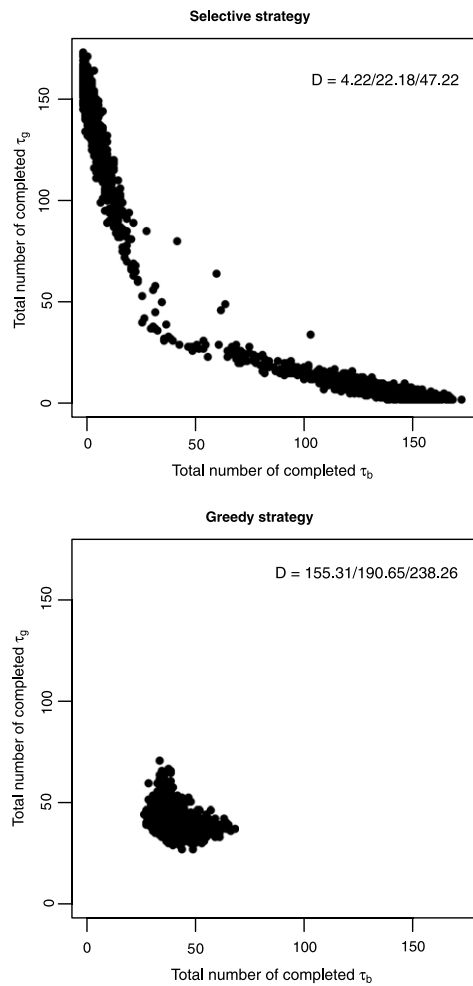 Selective strategy
D = 4.22/22.18/47.22
150
100
50
0
Total number of completed τg
0 50 100 150
Total number of completed τb
Greedy strategy
D = 155.31/190.65/238.26
150
100
50
0
Total number of completed τg
0 50 100 150
Total number of completed τb